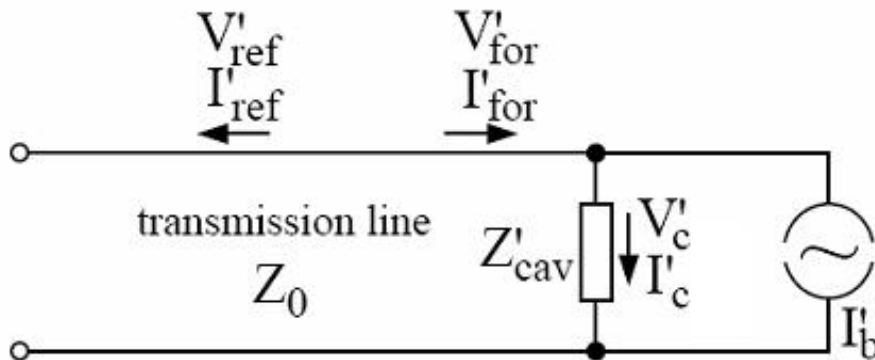 V'ref
I'ref
V'for
I'for
transmission line
Z0
Z'cav
V'c
I'c
I'b